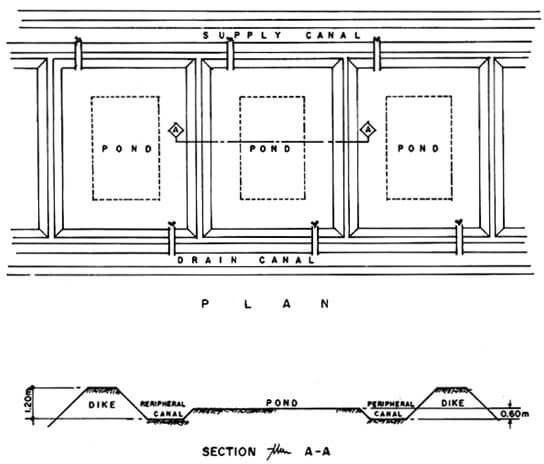 SUPPLY CANAL
A A
POND POND POND
DRAIN CANAL
PLAN
1.20m DIKE PERIPHERAL CANAL POND PERIPHERAL CANAL DIKE 0.60m
SECTION thru A-A